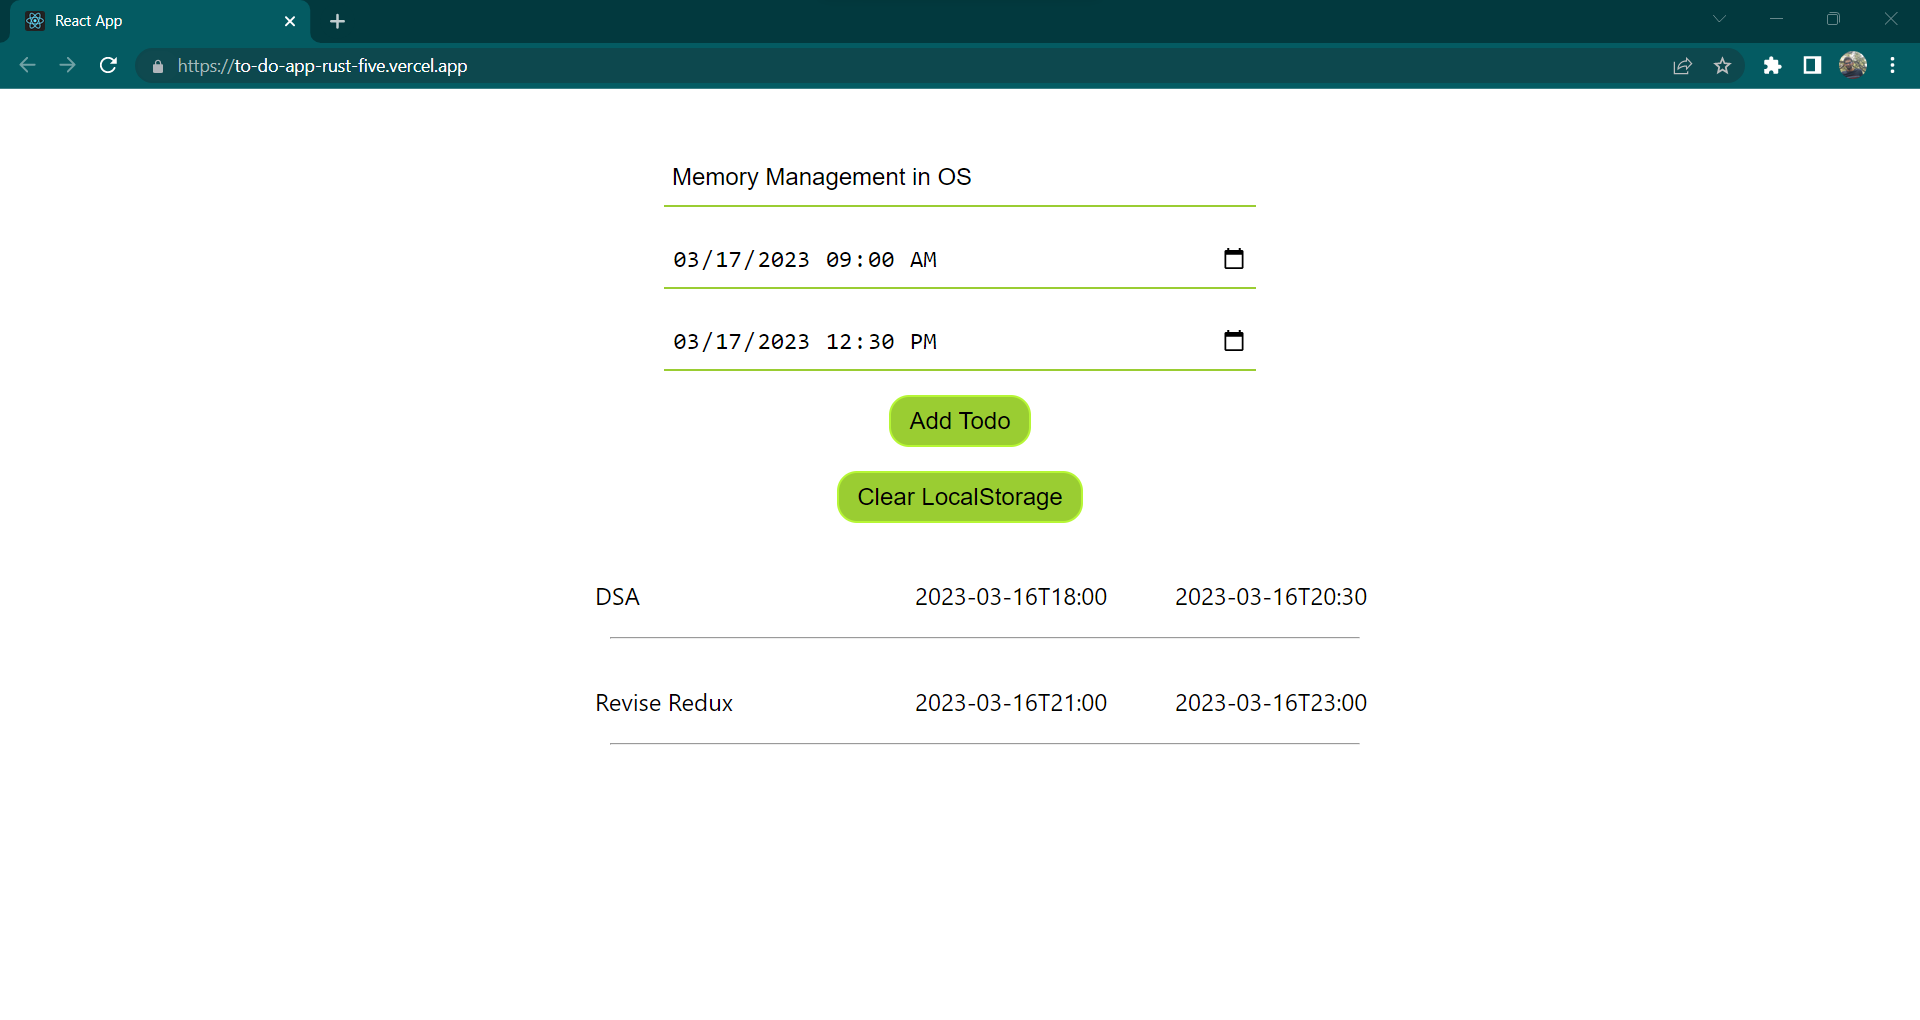 React App
https://to-do-app-rust-five.vercel.app
Memory Management in OS
03/17/2023 09:00 AM
03/17/2023 12:30 PM
Add Todo
Clear LocalStorage
DSA 2023-03-16T18:00 2023-03-16T20:30
Revise Redux 2023-03-16T21:00 2023-03-16T23:00